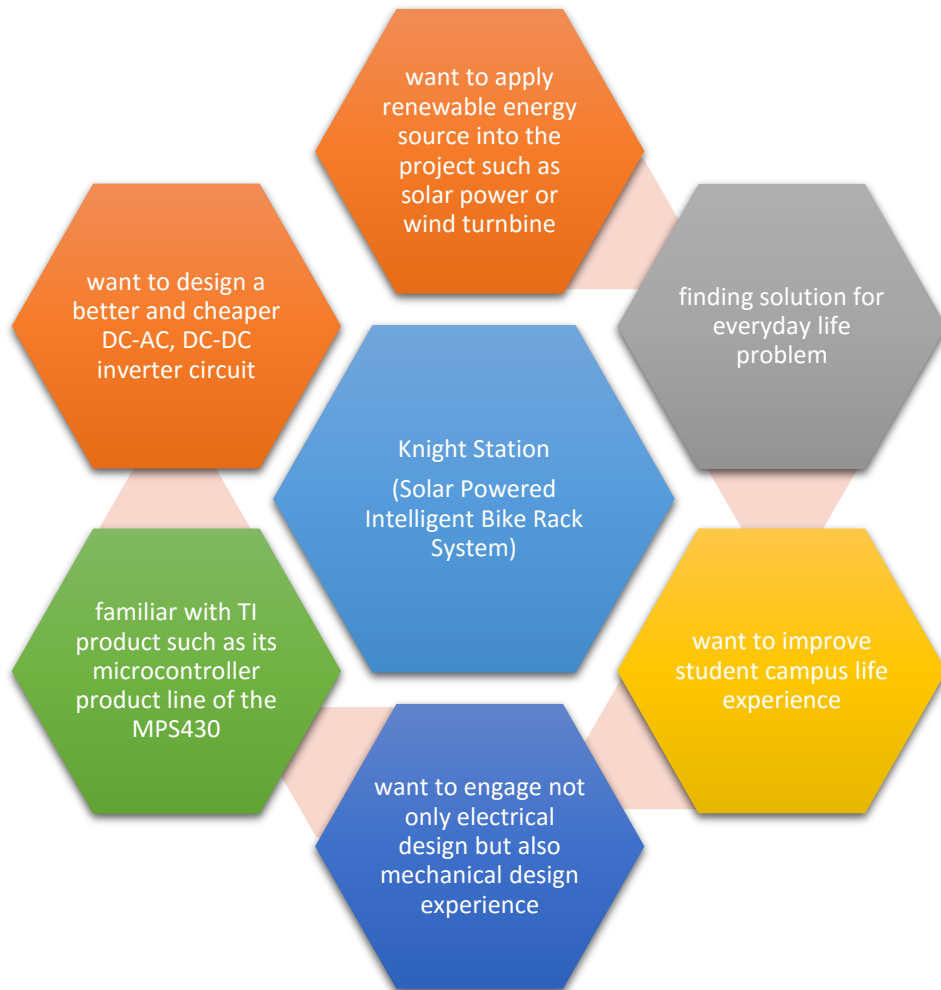 want to apply
renewable energy
source into the
project such as
solar power or
wind turnbine
finding solution for
everyday life
problem
want to improve
student campus life
experience
want to engage not
only electrical
design but also
mechanical design
experience
familiar with TI
product such as its
microcontroller
product line of the
MPS430
want to design a
better and cheaper
DC-AC, DC-DC
inverter circuit
Knight Station
(Solar Powered
Intelligent Bike Rack
System)